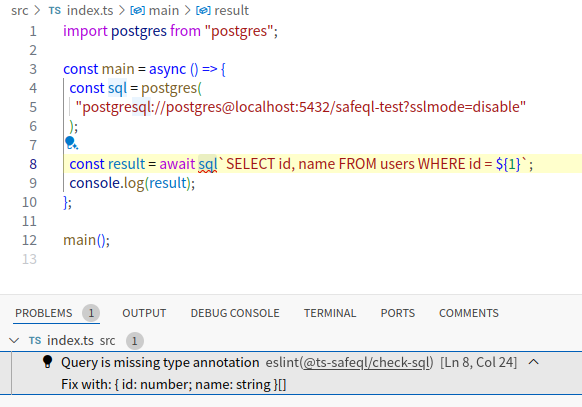 src > TS index.ts > main > result
1 import postgres from "postgres";
2
3 const main = async () => {
4 const sql = postgres(
5 "postgresql://postgres@localhost:5432/safeql-test?sslmode=disable"
6 );
7
8 const result = await sql`SELECT id, name FROM users WHERE id = ${1}`;
9 console.log(result);
10 };
11
12 main();
13
PROBLEMS 1 OUTPUT DEBUG CONSOLE TERMINAL PORTS COMMENTS
TS index.ts src 1
Query is missing type annotation eslint(@ts-safeql/check-sql) [Ln 8, Col 24]
Fix with: { id: number; name: string }[]